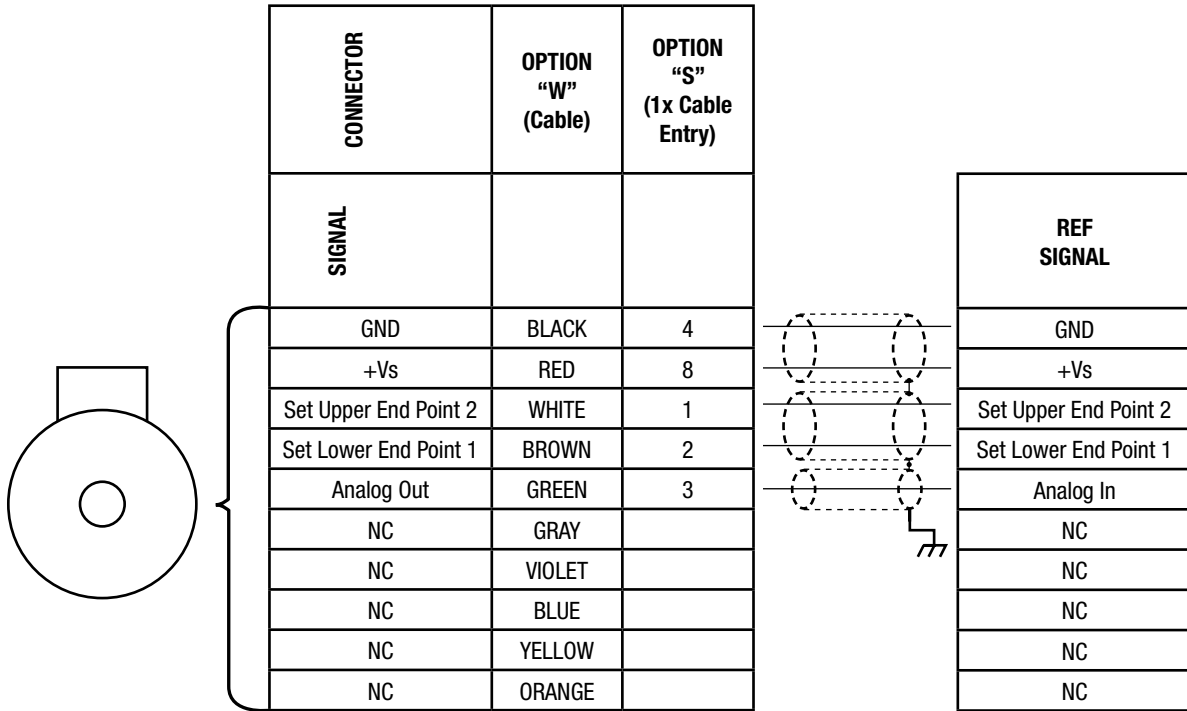 CONNECTOR
OPTION
“W”
(Cable)
OPTION
“S”
(1x Cable
Entry)
SIGNAL
REF
SIGNAL
GND BLACK 4 GND
+Vs RED 8 +Vs
Set Upper End Point 2 WHITE 1 Set Upper End Point 2
Set Lower End Point 1 BROWN 2 Set Lower End Point 1
Analog Out GREEN 3 Analog In
NC GRAY NC
NC VIOLET NC
NC BLUE NC
NC YELLOW NC
NC ORANGE NC